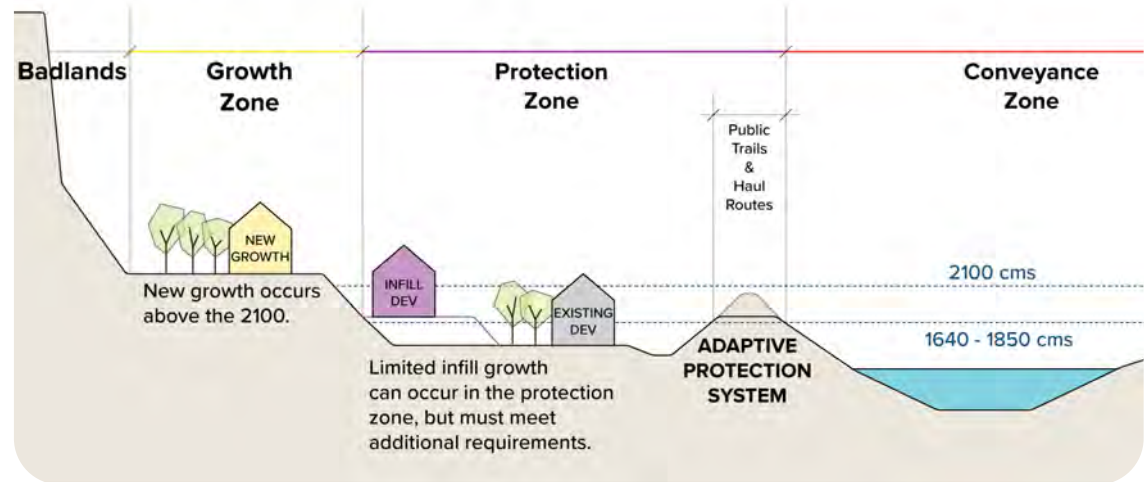 Badlands
Growth
Zone
Protection
Zone
Conveyance
Zone
Public
Trails
&
Haul
Routes
NEW
GROWTH
New growth occurs
above the 2100.
INFILL
DEV
EXISTING
DEV
2100 cms
1640 - 1850 cms
ADAPTIVE
PROTECTION
SYSTEM
Limited infill growth
can occur in the protection
zone, but must meet
additional requirements.